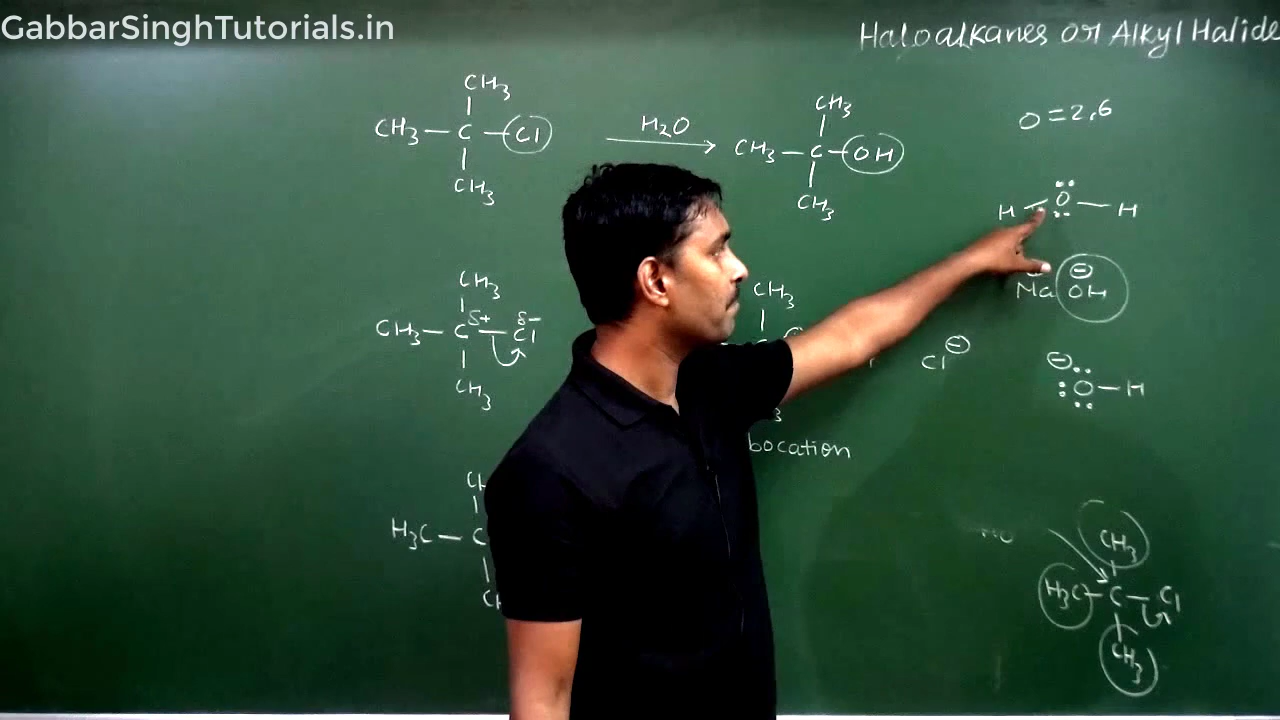 GabbarSinghTutorials.in
Haloalkanes or Alkyl Halide
CH3
CH3 — C — Cl
CH3
H2O
CH3
CH3 — C — OH
CH3
O = 2,6
H — O — H
Na OH
⊖
CH3
δ+ δ-
CH3 — C — Cl
CH3
CH3
Cl ⊖
bocation
⊖
O — H
H3C — C
CH3
H3C — C — Cl
CH3